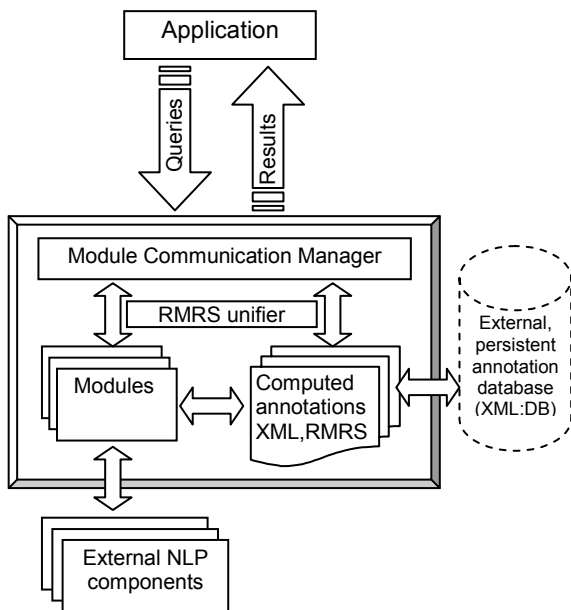 Application
Queries
Results
Module Communication Manager
RMRS unifier
Modules
Computed
annotations
XML,RMRS
External,
persistent
annotation
database
(XML:DB)
External NLP
components